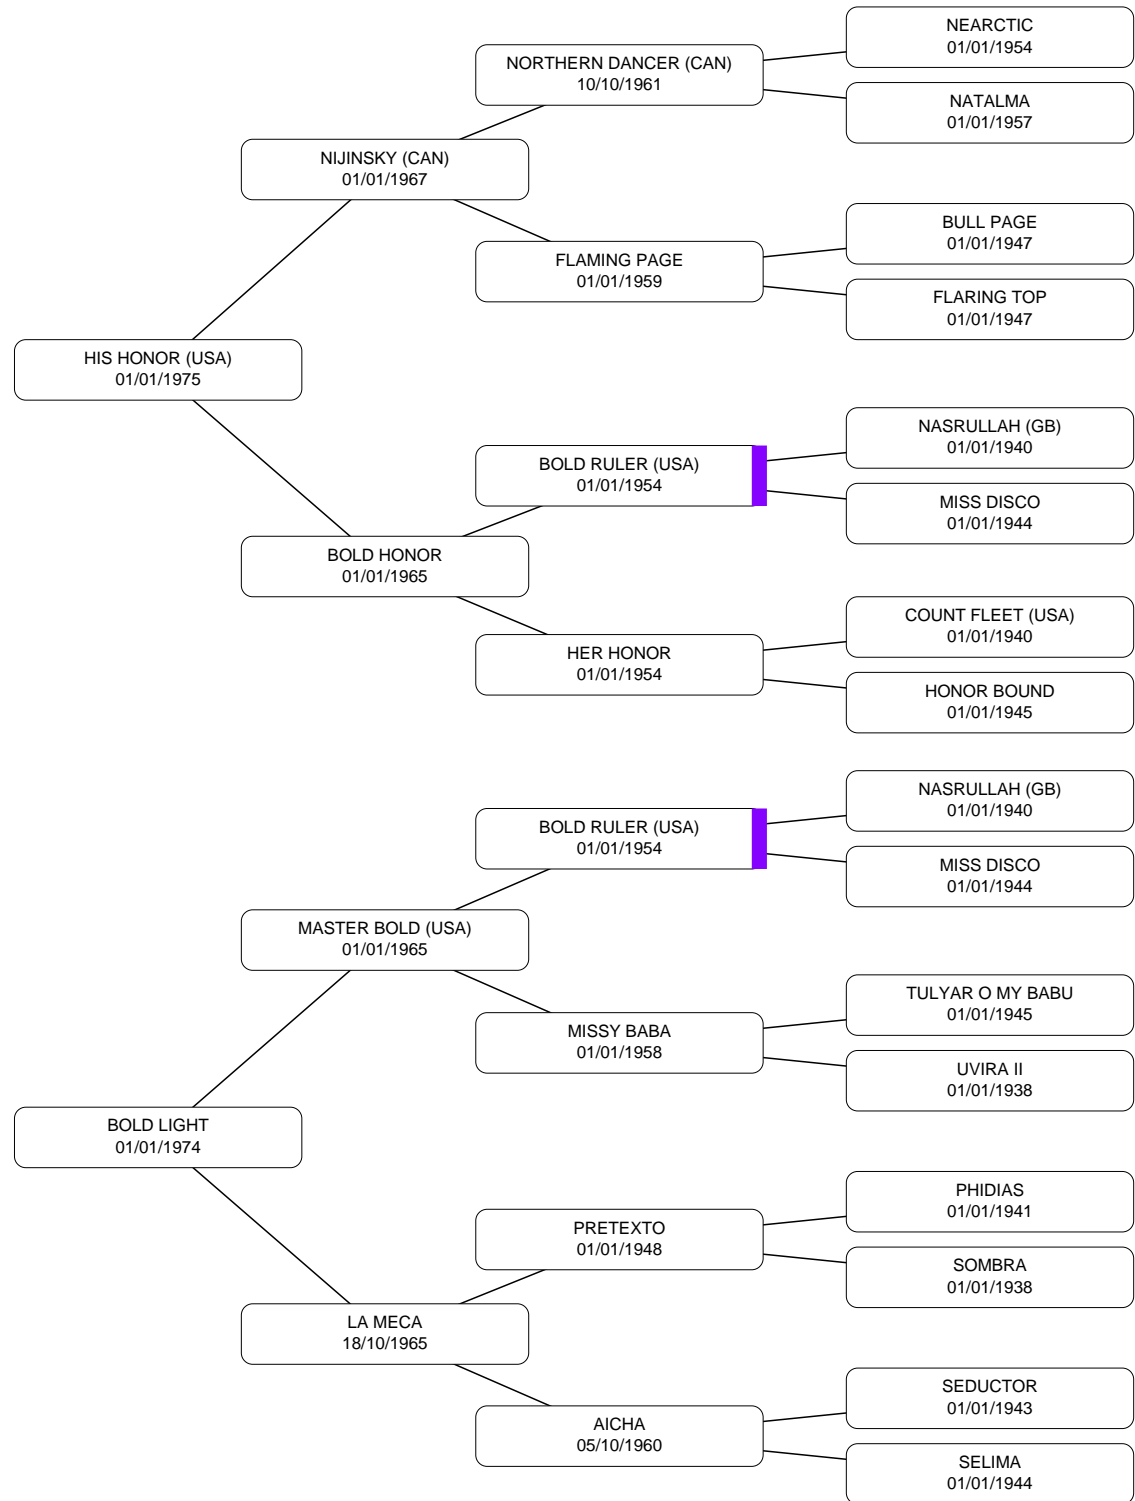 NEARCTIC
01/01/1954
NORTHERN DANCER (CAN)
10/10/1961
NATALMA
01/01/1957
NIJINSKY (CAN)
01/01/1967
BULL PAGE
01/01/1947
FLAMING PAGE
01/01/1959
FLARING TOP
01/01/1947
HIS HONOR (USA)
01/01/1975
NASRULLAH (GB)
01/01/1940
BOLD RULER (USA)
01/01/1954
MISS DISCO
01/01/1944
BOLD HONOR
01/01/1965
COUNT FLEET (USA)
01/01/1940
HER HONOR
01/01/1954
HONOR BOUND
01/01/1945
NASRULLAH (GB)
01/01/1940
BOLD RULER (USA)
01/01/1954
MISS DISCO
01/01/1944
MASTER BOLD (USA)
01/01/1965
TULYAR O MY BABU
01/01/1945
MISSY BABA
01/01/1958
UVIRA II
01/01/1938
BOLD LIGHT
01/01/1974
PHIDIAS
01/01/1941
PRETEXTO
01/01/1948
SOMBRA
01/01/1938
LA MECA
18/10/1965
SEDUCTOR
01/01/1943
AICHA
05/10/1960
SELIMA
01/01/1944